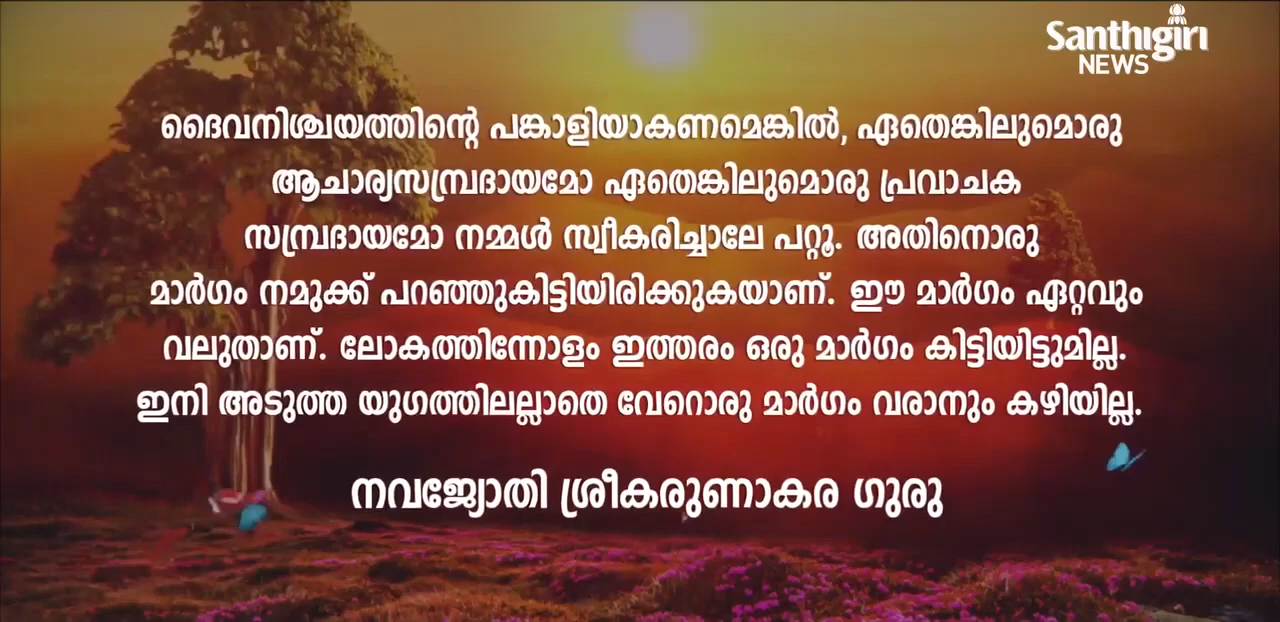 Santhigiri
NEWS
ദൈവനിശ്ചയത്തിന്റെ പങ്കാളിയാകണമെങ്കിൽ, ഏതെങ്കിലുമൊരു
ആചാര്യസമ്പ്രദായമോ ഏതെങ്കിലുമൊരു പ്രവാചക
സമ്പ്രദായമോ നമ്മൾ സ്വീകരിച്ചാലേ പറ്റൂ. അതിനൊരു
മാർഗം നമുക്ക് പറഞ്ഞുകിട്ടിയിരിക്കുകയാണ്. ഈ മാർഗം ഏറ്റവും
വലുതാണ്. ലോകത്തിന്നോളം ഇത്തരം ഒരു മാർഗം കിട്ടിയിട്ടുമില്ല.
ഇനി അടുത്ത യുഗത്തിലല്ലാതെ വേറൊരു മാർഗം വരാനും കഴിയില്ല.
നവജ്യോതി ശ്രീകരുണാകര ഗുരു